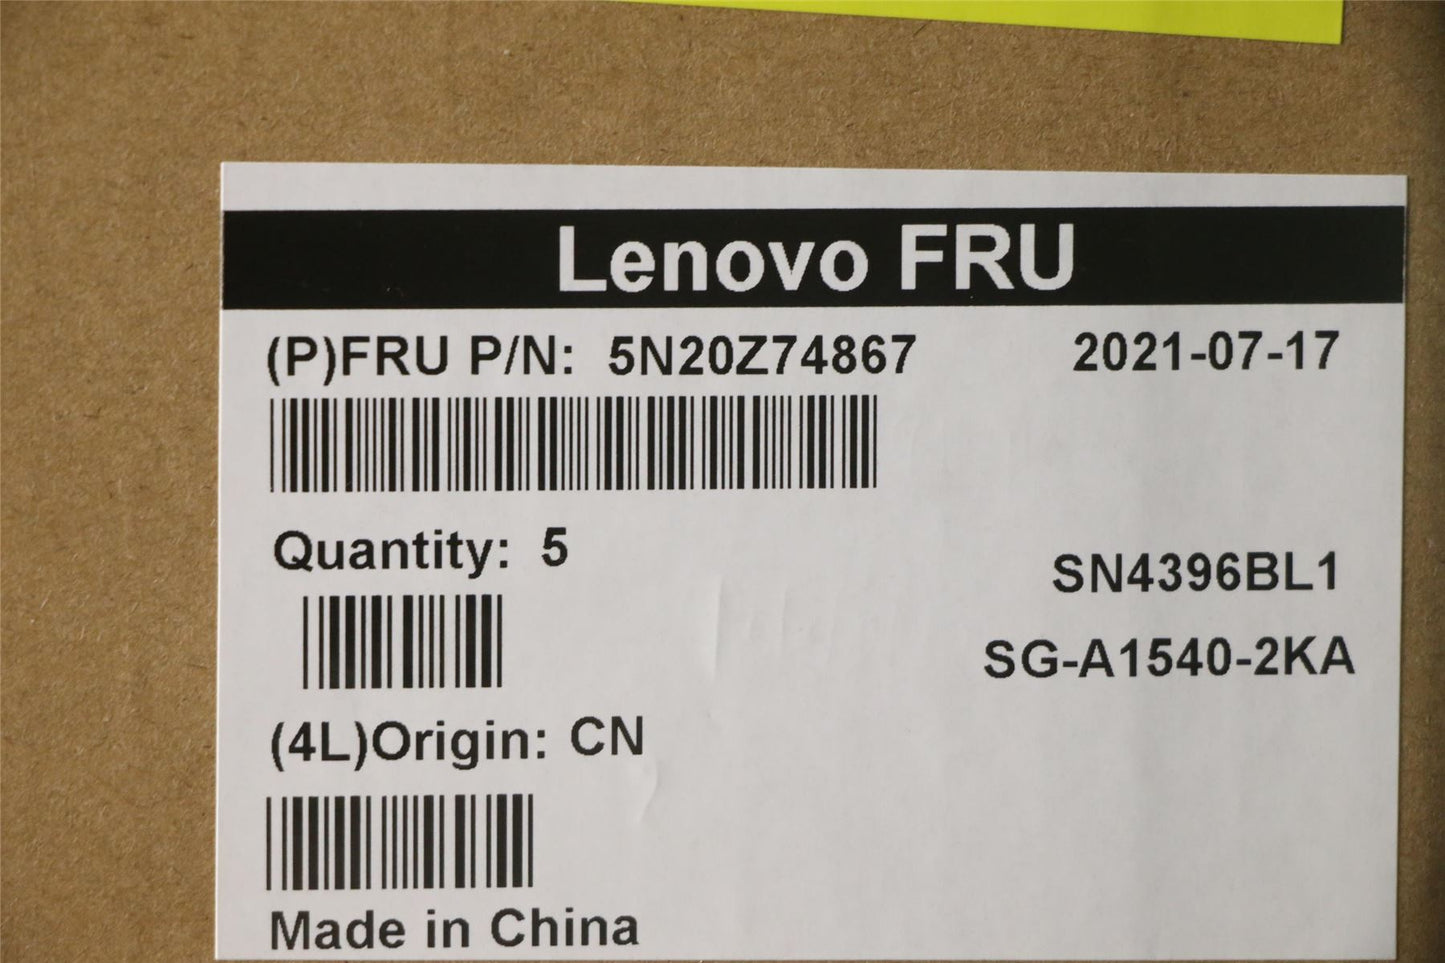 Lenovo FRU
(P)FRU P/N: 5N20Z74867
2021-07-17
Quantity: 5
SN4396BL1
SG-A1540-2KA
(4L)Origin: CN
Made in China